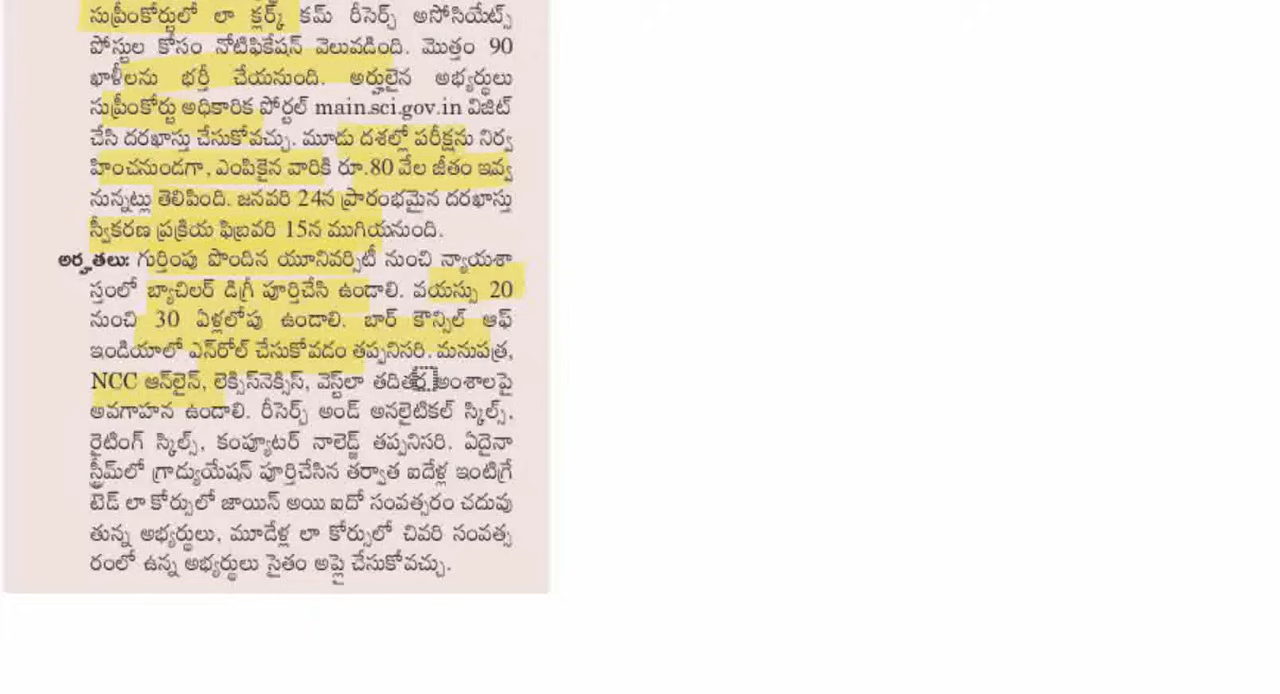 సుప్రీంకోర్టులో లా క్లర్క్ కమ్ రీసెర్చ్ అసోసియేట్స్
పోస్టుల కోసం నోటిఫికేషన్ వెలువడింది. మొత్తం 90
ఖాళీలను భర్తీ చేయనుంది. అర్హులైన అభ్యర్థులు
సుప్రీంకోర్టు అధికారిక పోర్టల్ main.sci.gov.in విజిట్
చేసి దరఖాస్తు చేసుకోవచ్చు. మూడు దశల్లో పరీక్షను నిర్వ
హించనుండగా, ఎంపికైన వారికి రూ.80 వేల జీతం ఇవ్వ
నున్నట్లు తెలిపింది. జనవరి 24న ప్రారంభమైన దరఖాస్తు
స్వీకరణ ప్రక్రియ ఫిబ్రవరి 15న ముగియనుంది.
అర్హతలు: గుర్తింపు పొందిన యూనివర్సిటీ నుంచి న్యాయశా
స్త్రంలో బ్యాచిలర్ డిగ్రీ పూర్తిచేసి ఉండాలి. వయస్సు 20
నుంచి 30 ఏళ్లలోపు ఉండాలి. బార్ కౌన్సిల్ ఆఫ్
ఇండియాలో ఎన్‌రోల్ చేసుకోవడం తప్పనిసరి. మనుపత్ర,
NCC ఆన్‌లైన్, లెక్సిస్‌నెక్సిస్, వెస్ట్‌లా తదితర అంశాలపై
అవగాహన ఉండాలి. రీసెర్చ్ అండ్ అనలైటికల్ స్కిల్స్,
రైటింగ్ స్కిల్స్, కంప్యూటర్ నాలెడ్జ్ తప్పనిసరి. ఏదైనా
స్ట్రీమ్‌లో గ్రాడ్యుయేషన్ పూర్తిచేసిన తర్వాత ఐదేళ్ల ఇంటిగ్రే
టెడ్ లా కోర్సులో జాయిన్ అయి ఐదో సంవత్సరం చదువు
తున్న అభ్యర్థులు, మూడేళ్ల లా కోర్సులో చివరి సంవత్స
రంలో ఉన్న అభ్యర్థులు సైతం అప్లై చేసుకోవచ్చు.